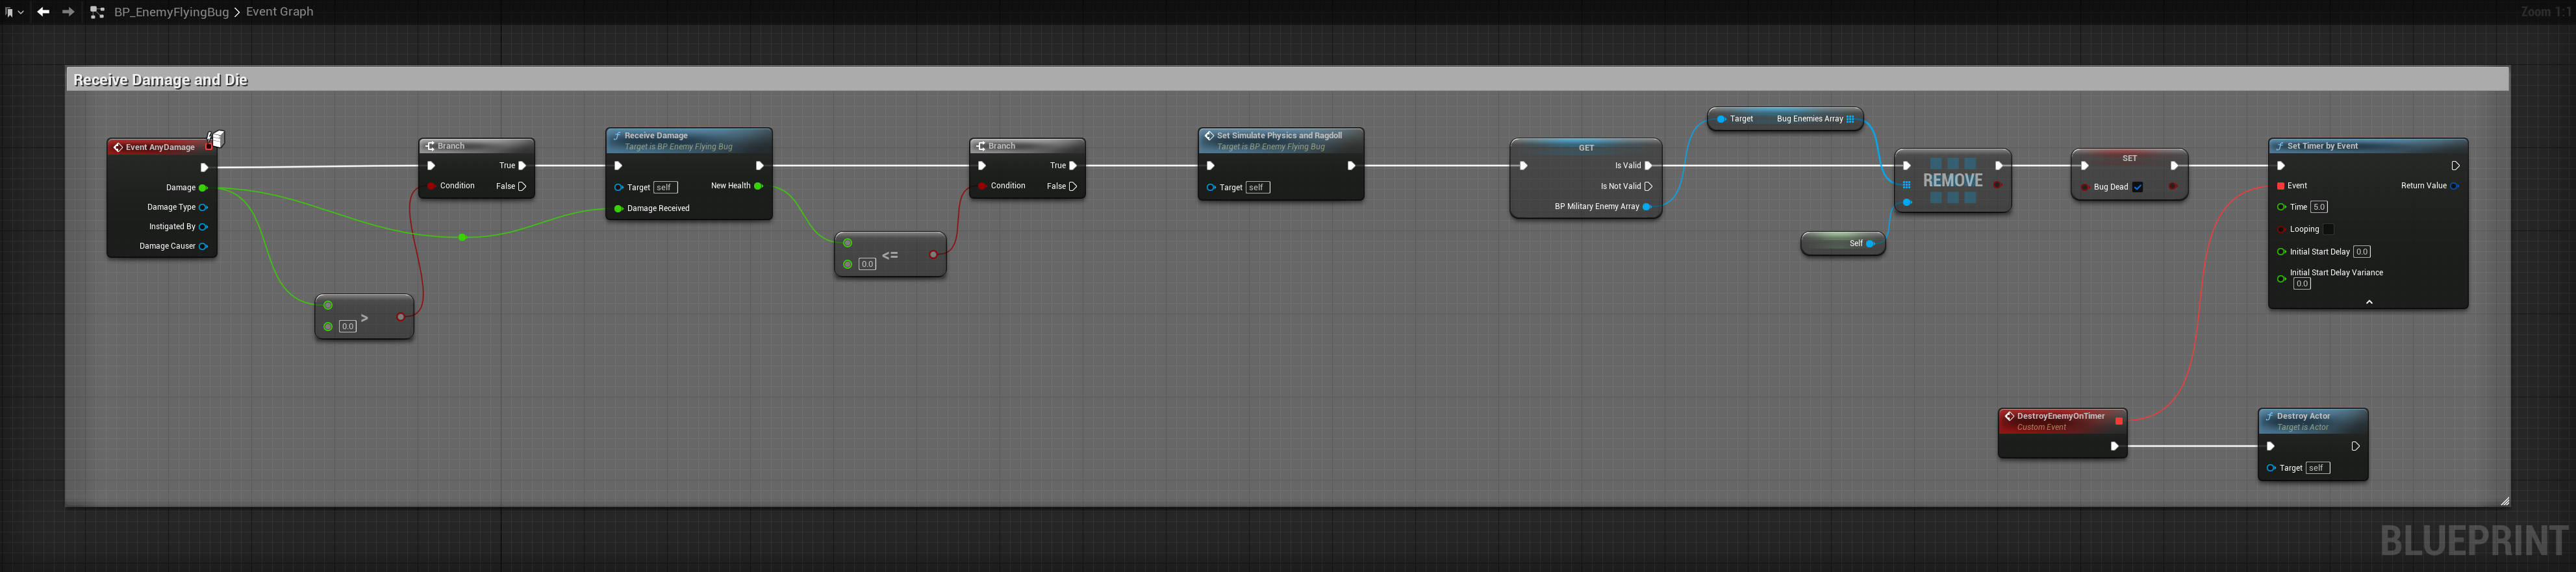 BP_EnemyFlyingBug > Event Graph
Zoom 1:1
Receive Damage and Die
Event AnyDamage
Damage
Damage Type
Instigated By
Damage Causer
0.0 >
Branch
True
Condition
False
Receive Damage
Target is BP Enemy Flying Bug
Target self
New Health
Damage Received
0.0 <=
Branch
True
Condition
False
Set Simulate Physics and Ragdoll
Target is BP Enemy Flying Bug
Target self
GET
Is Valid
Is Not Valid
BP Military Enemy Array
Target Bug Enemies Array
Self
REMOVE
SET
Bug Dead
Set Timer by Event
Event
Return Value
Time 5.0
Looping
Initial Start Delay 0.0
Initial Start Delay Variance
0.0
DestroyEnemyOnTimer
Custom Event
Destroy Actor
Target is Actor
Target self
BLUEPRINT